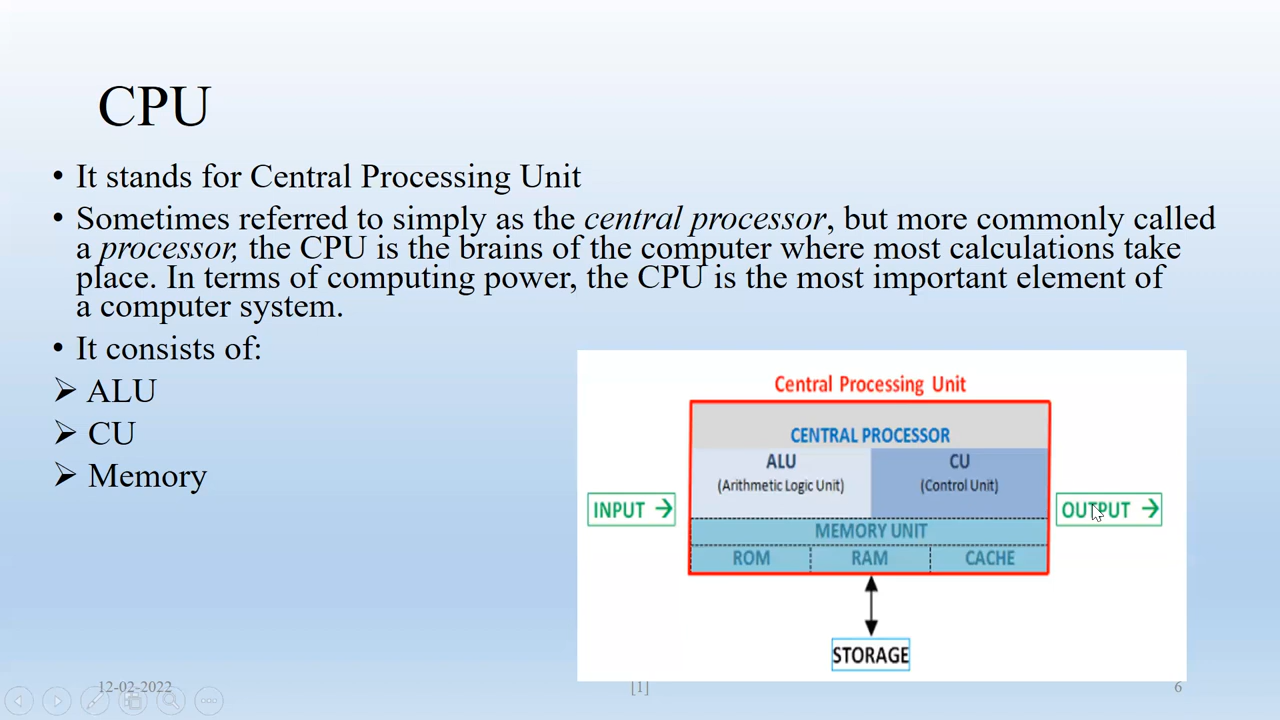 CPU
• It stands for Central Processing Unit
• Sometimes referred to simply as the central processor, but more commonly called
a processor, the CPU is the brains of the computer where most calculations take
place. In terms of computing power, the CPU is the most important element of
a computer system.
• It consists of:
➢ ALU
➢ CU
➢ Memory
Central Processing Unit
CENTRAL PROCESSOR
ALU
(Arithmetic Logic Unit)
CU
(Control Unit)
INPUT →
OUTPUT →
MEMORY UNIT
ROM
RAM
CACHE
STORAGE
12-02-2022
[1]
6